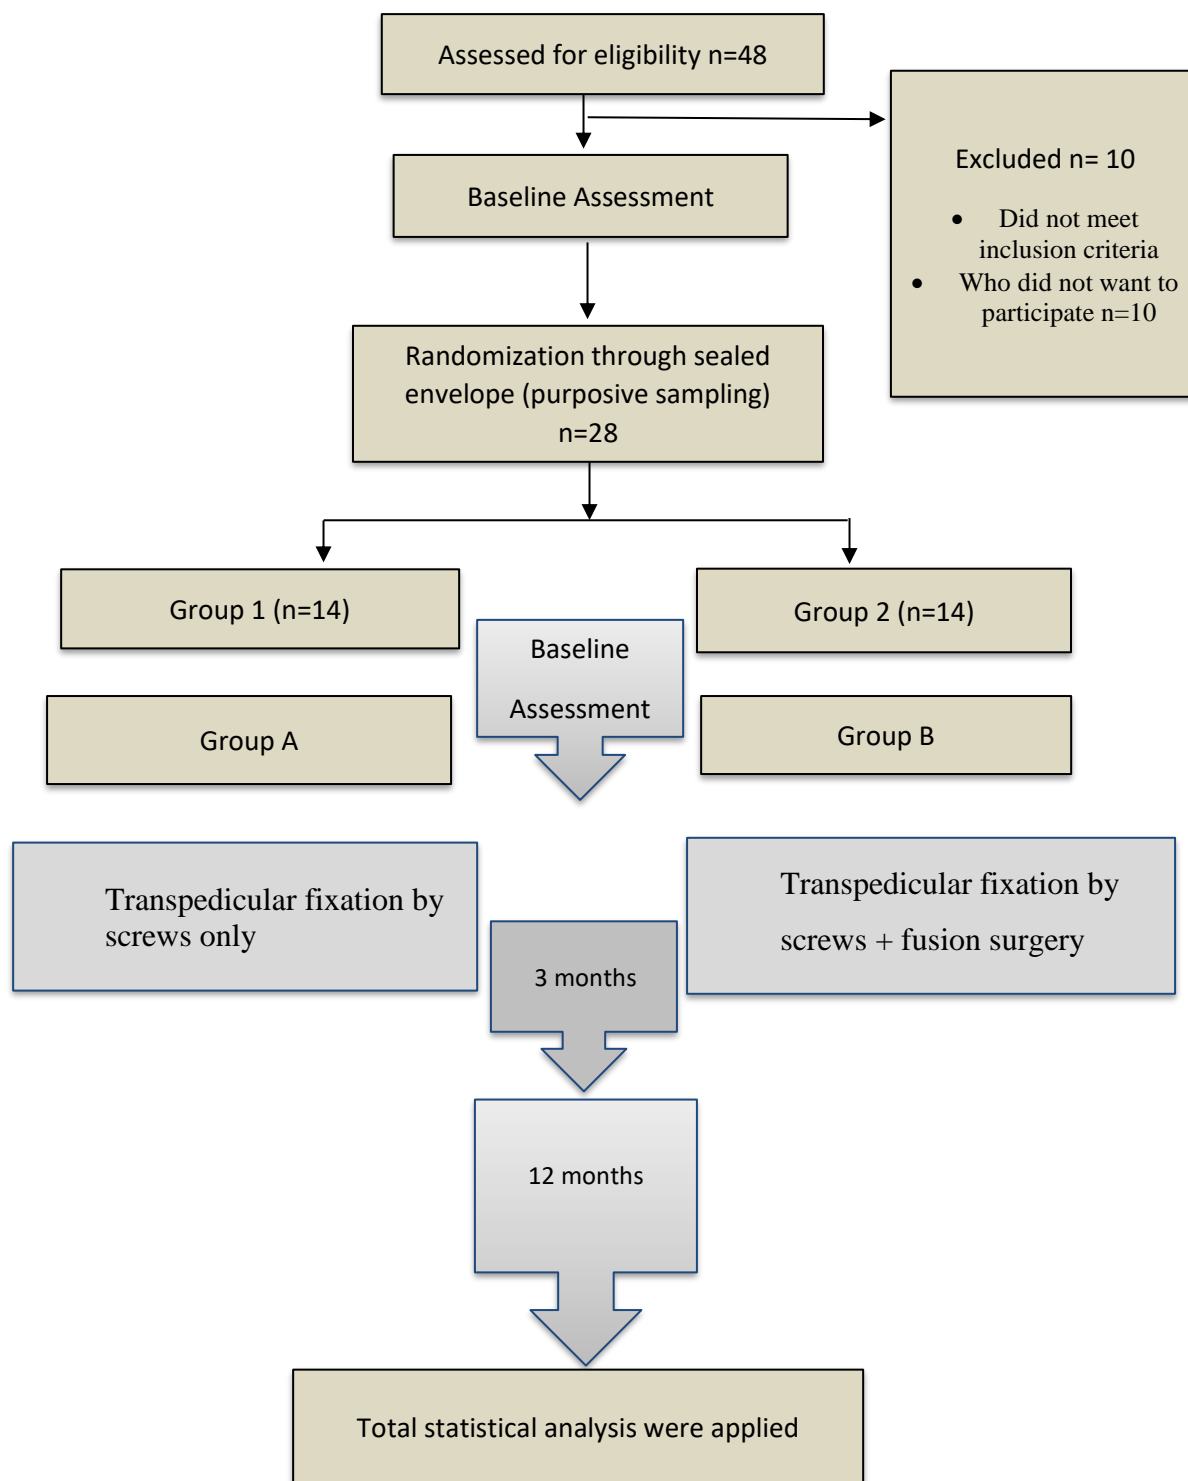 Assessed for eligibility n=48
Excluded n= 10
• Did not meet
inclusion criteria
• Who did not want to
participate n=10
Baseline Assessment
Randomization through sealed
envelope (purposive sampling)
n=28
Group 1 (n=14)
Group 2 (n=14)
Baseline
Assessment
Group A
Group B
Transpedicular fixation by
screws only
Transpedicular fixation by
screws + fusion surgery
3 months
12 months
Total statistical analysis were applied